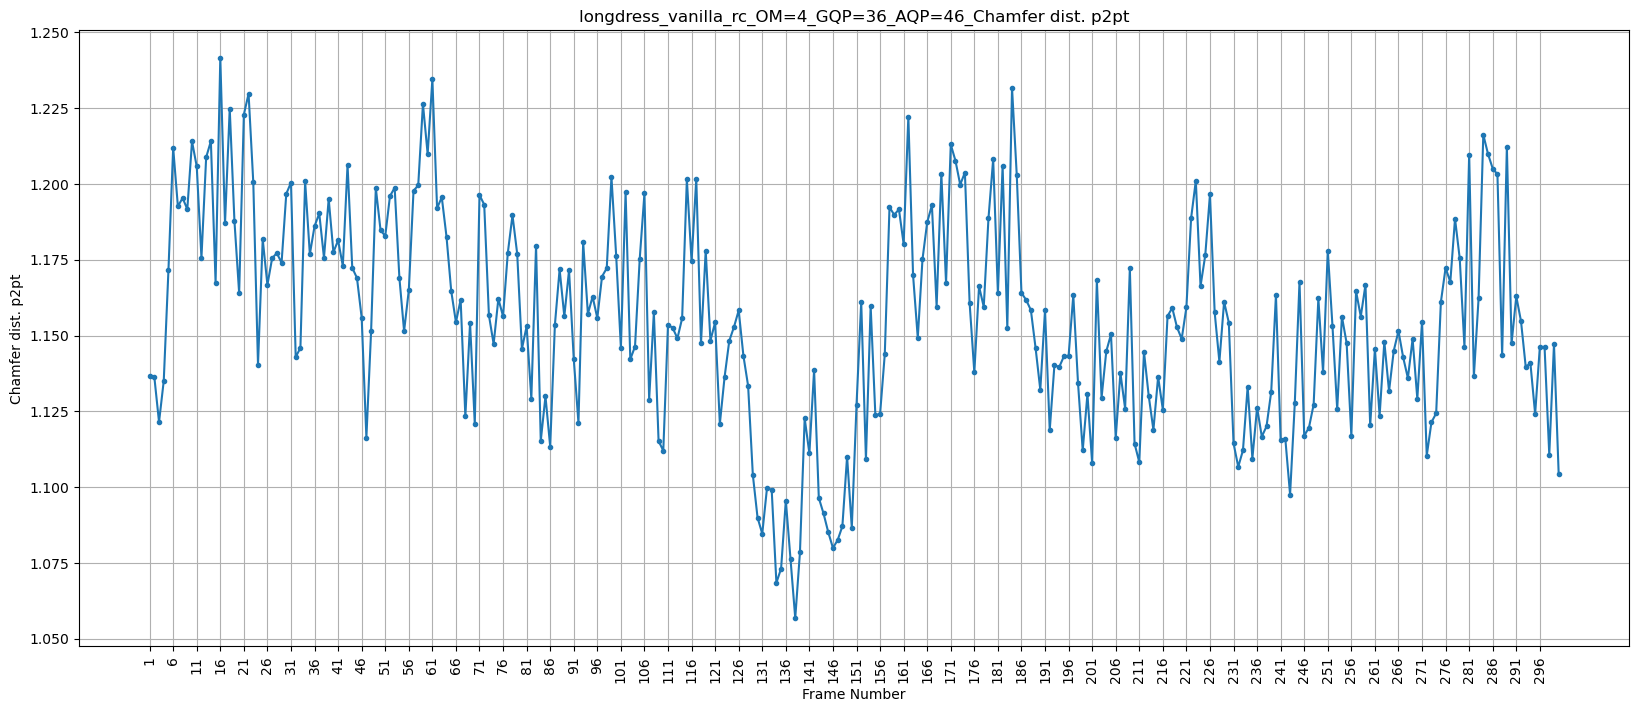 longdress_vanilla_rc_OM=4_GQP=36_AQP=46_Chamfer dist. p2pt
1.250
1.225
1.200
1.175
1.150
1.125
1.100
1.075
1.050
Chamfer dist. p2pt
1 6 11 16 21 26 31 36 41 46 51 56 61 66 71 76 81 86 91 96 101 106 111 116 121 126 131 136 141 146 151 156 161 166 171 176 181 186 191 196 201 206 211 216 221 226 231 236 241 246 251 256 261 266 271 276 281 286 291 296
Frame Number